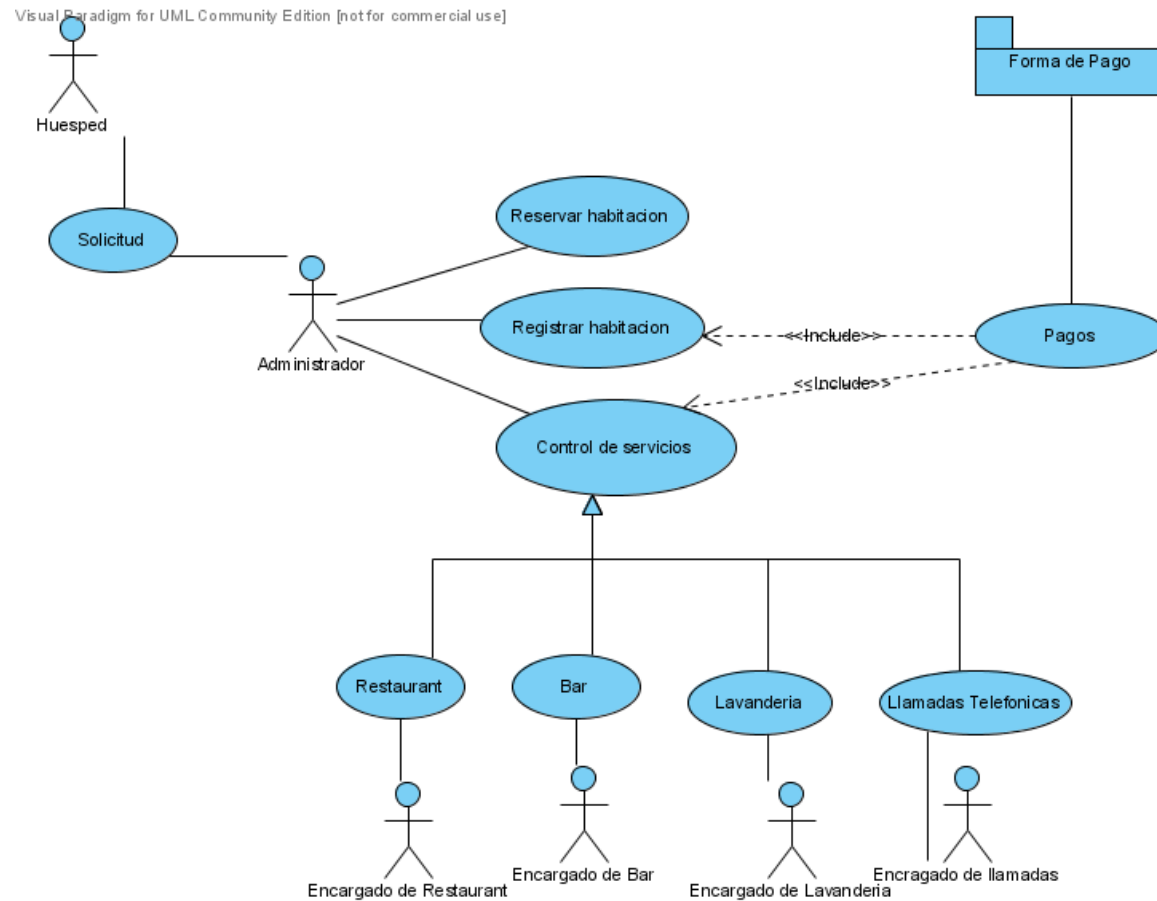 Visual Paradigm for UML Community Edition [not for commercial use]
Huesped
Forma de Pago
Solicitud
Reservar habitacion
Administrador
Registrar habitacion
<<Include>>
Pagos
<<Include>>
Control de servicios
Restaurant
Bar
Lavanderia
Llamadas Telefonicas
Encargado de Restaurant
Encargado de Bar
Encargado de Lavanderia
Encragado de llamadas